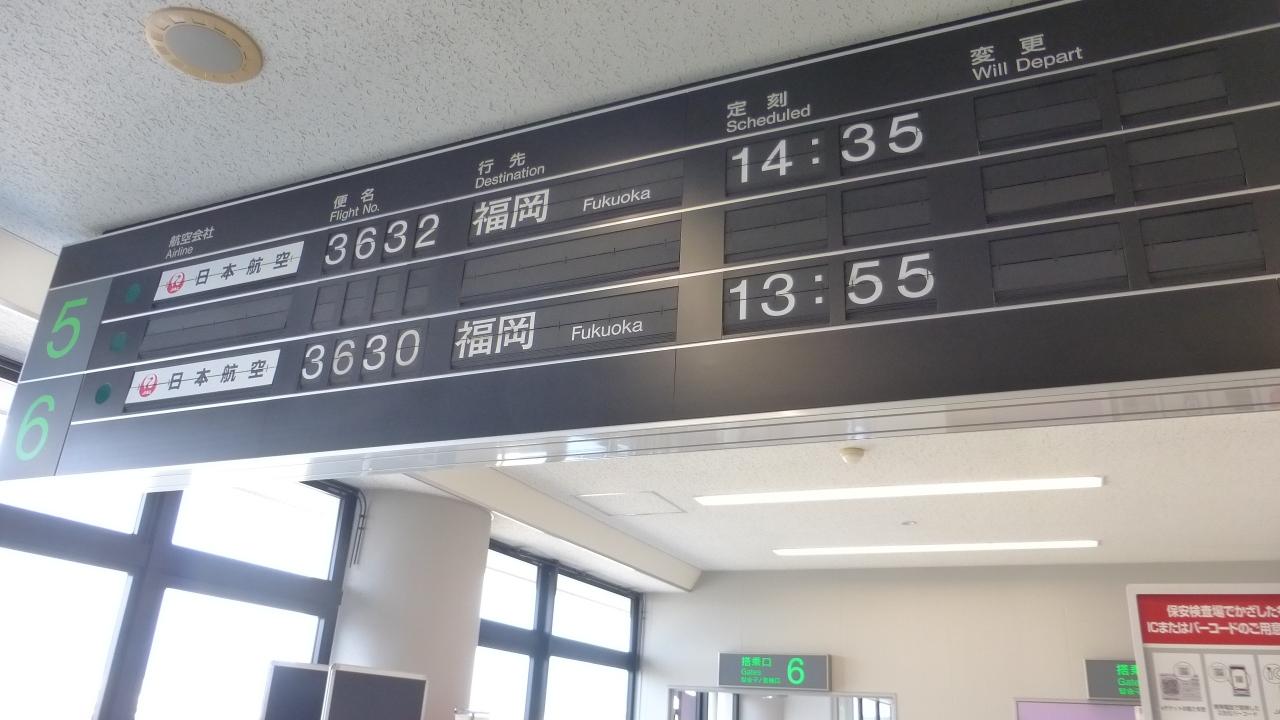 航空会社 便名 行先 定刻 変更
Airline Flight No. Destination Scheduled Will Depart
5 日本航空 3632 福岡 Fukuoka 14:35
6 日本航空 3630 福岡 Fukuoka 13:55
搭乗口
Gates
6
搭
Gate
保安検査場でかざした
ICまたはバーコードのご用意